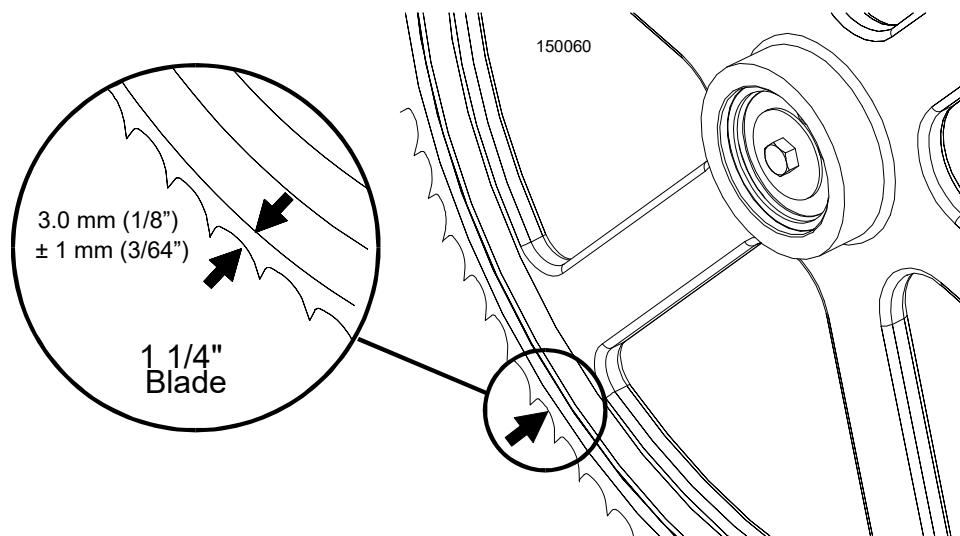 150060
3.0 mm (1/8”)
± 1 mm (3/64”)
1 1/4"
Blade